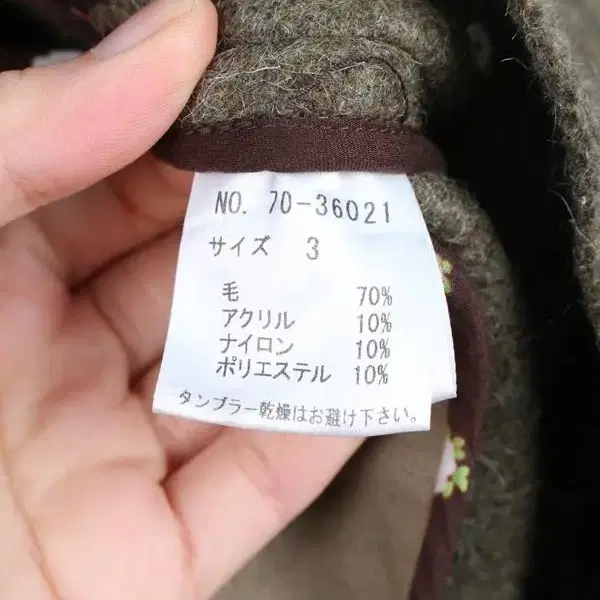 NO. 70-36021
サイズ 3
毛 70%
アクリル 10%
ナイロン 10%
ポリエステル 10%
タンブラー乾燥はお避け下さい。